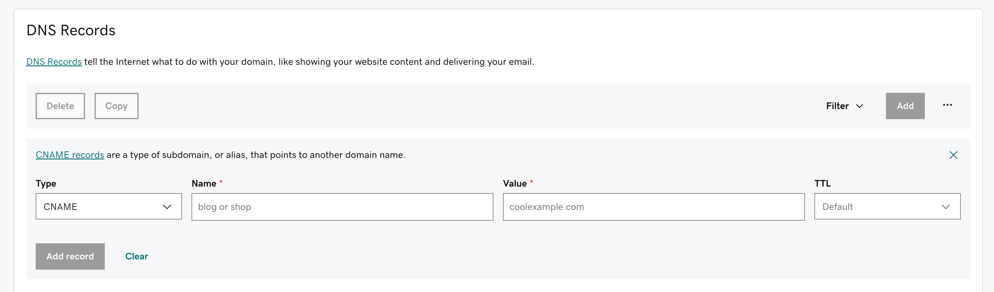 DNS Records
DNS Records tell the Internet what to do with your domain, like showing your website content and delivering your email.
Delete Copy Filter Add ...
CNAME records are a type of subdomain, or alias, that points to another domain name.
Type Name * Value * TTL
CNAME blog or shop coolexample.com Default
Add record Clear